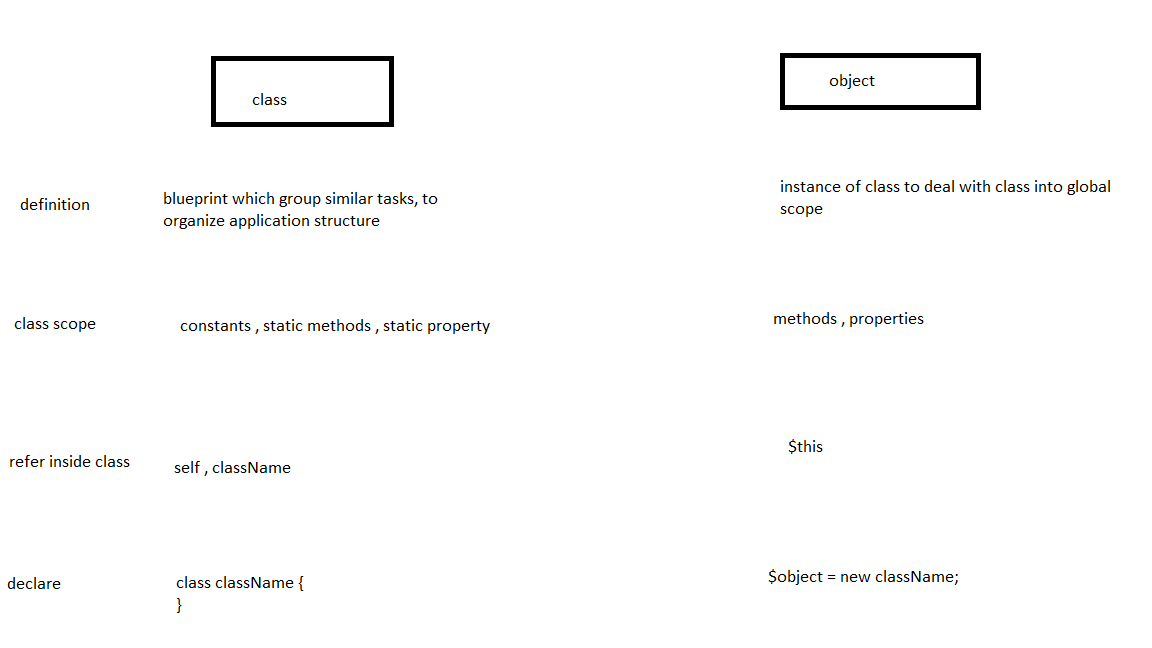 class
object
definition
blueprint which group similar tasks, to
organize application structure
instance of class to deal with class into global
scope
class scope
constants , static methods , static property
methods , properties
refer inside class
self , className
$this
declare
class className {
}
$object = new className;